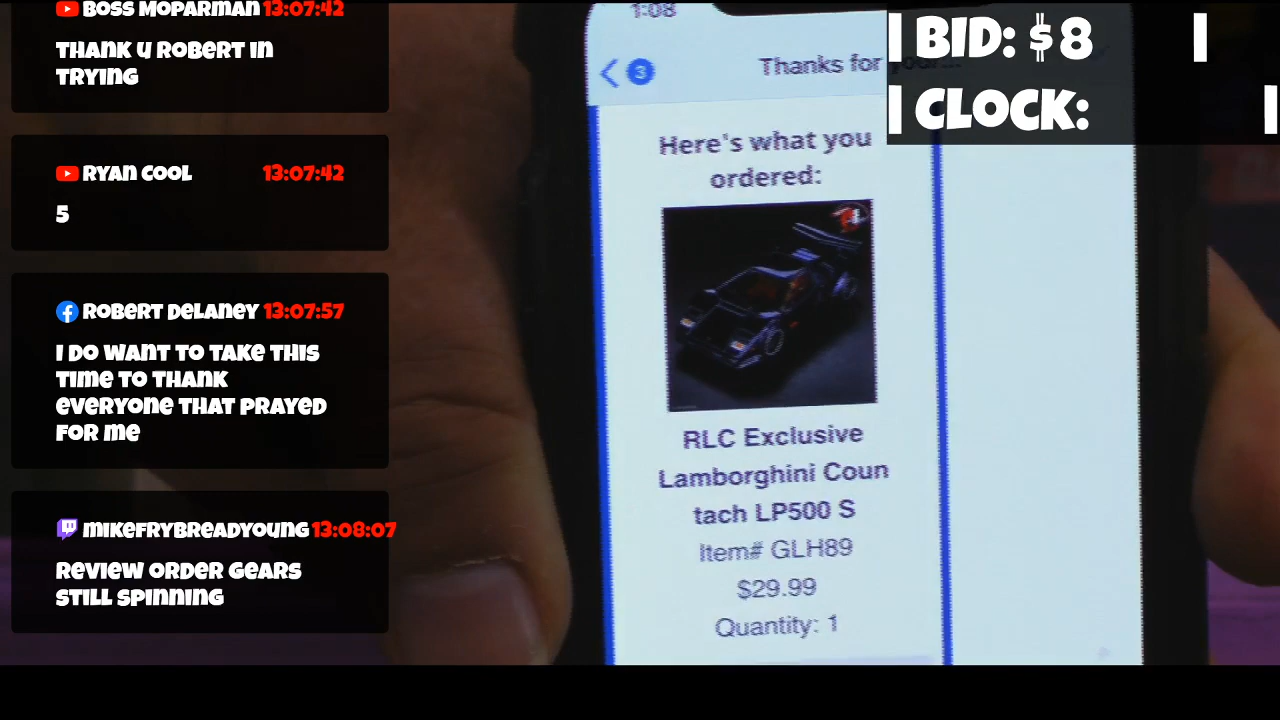 BOSS MOPARMAN 13:07:42
THANK U ROBERT IN
TRYING
RYAN COOL 13:07:42
5
ROBERT DELANEY 13:07:57
I DO WANT TO TAKE THIS
TIME TO THANK
EVERYONE THAT PRAYED
FOR ME
MIKEFRYBREADYOUNG 13:08:07
REVIEW ORDER GEARS
STILL SPINNING
1:08
3
Thanks for your...
Here's what you
ordered:
RLC Exclusive
Lamborghini Coun
tach LP500 S
Item# GLH89
$29.99
Quantity: 1
| BID: $8 |
| CLOCK: |